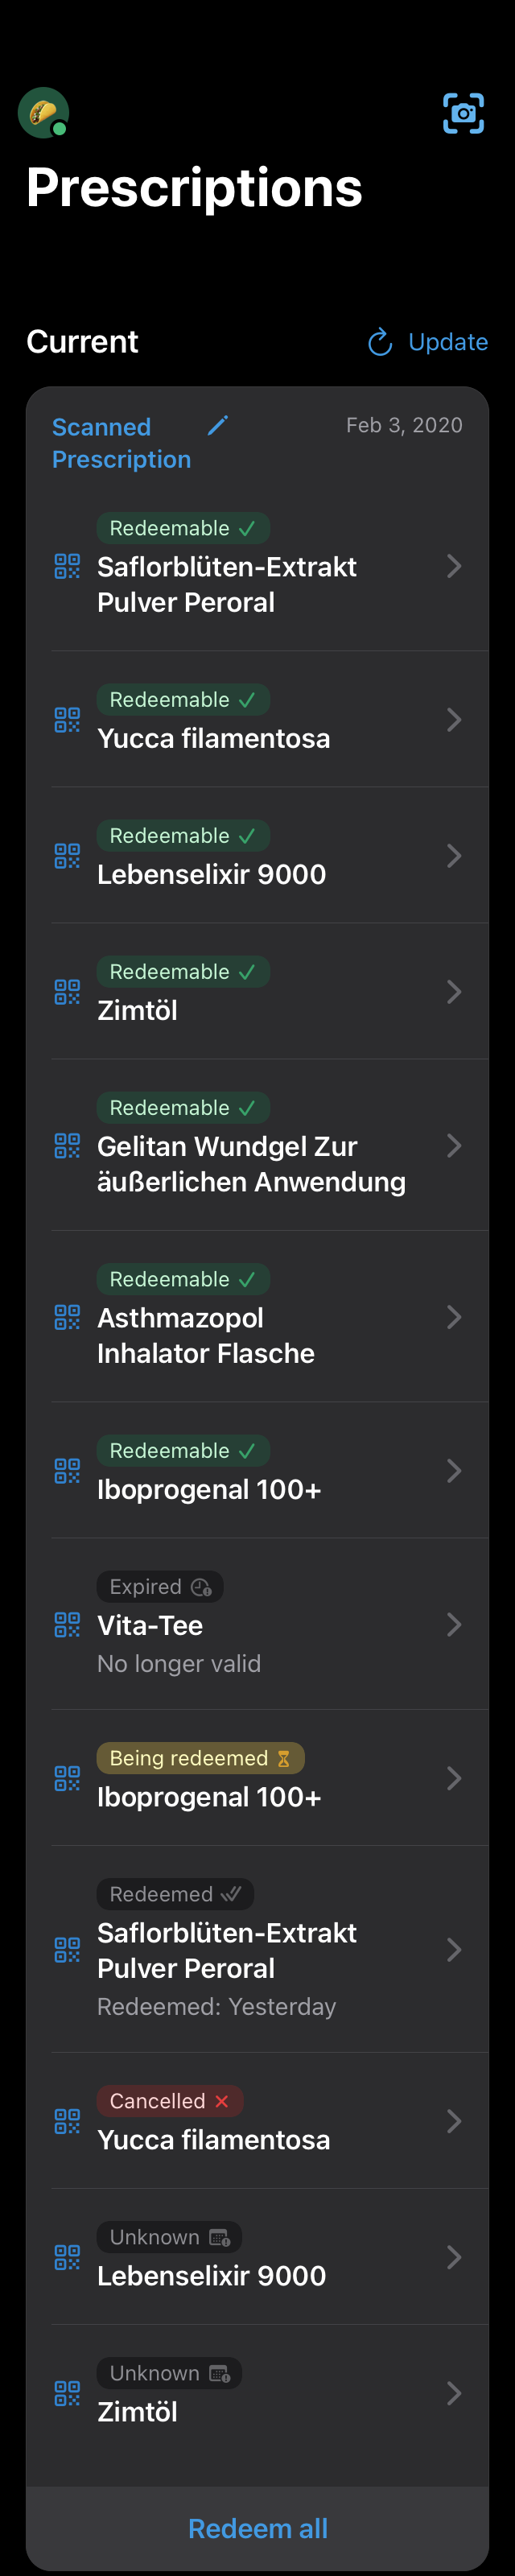 Prescriptions
Current
Update
Scanned
Prescription
Feb 3, 2020
Redeemable
Saflorblüten-Extrakt
Pulver Peroral
Redeemable
Yucca filamentosa
Redeemable
Lebenselixir 9000
Redeemable
Zimtöl
Redeemable
Gelitan Wundgel Zur
äußerlichen Anwendung
Redeemable
Asthmazopol
Inhalator Flasche
Redeemable
Iboprogenal 100+
Expired
Vita-Tee
No longer valid
Being redeemed
Iboprogenal 100+
Redeemed
Saflorblüten-Extrakt
Pulver Peroral
Redeemed: Yesterday
Cancelled
Yucca filamentosa
Unknown
Lebenselixir 9000
Unknown
Zimtöl
Redeem all